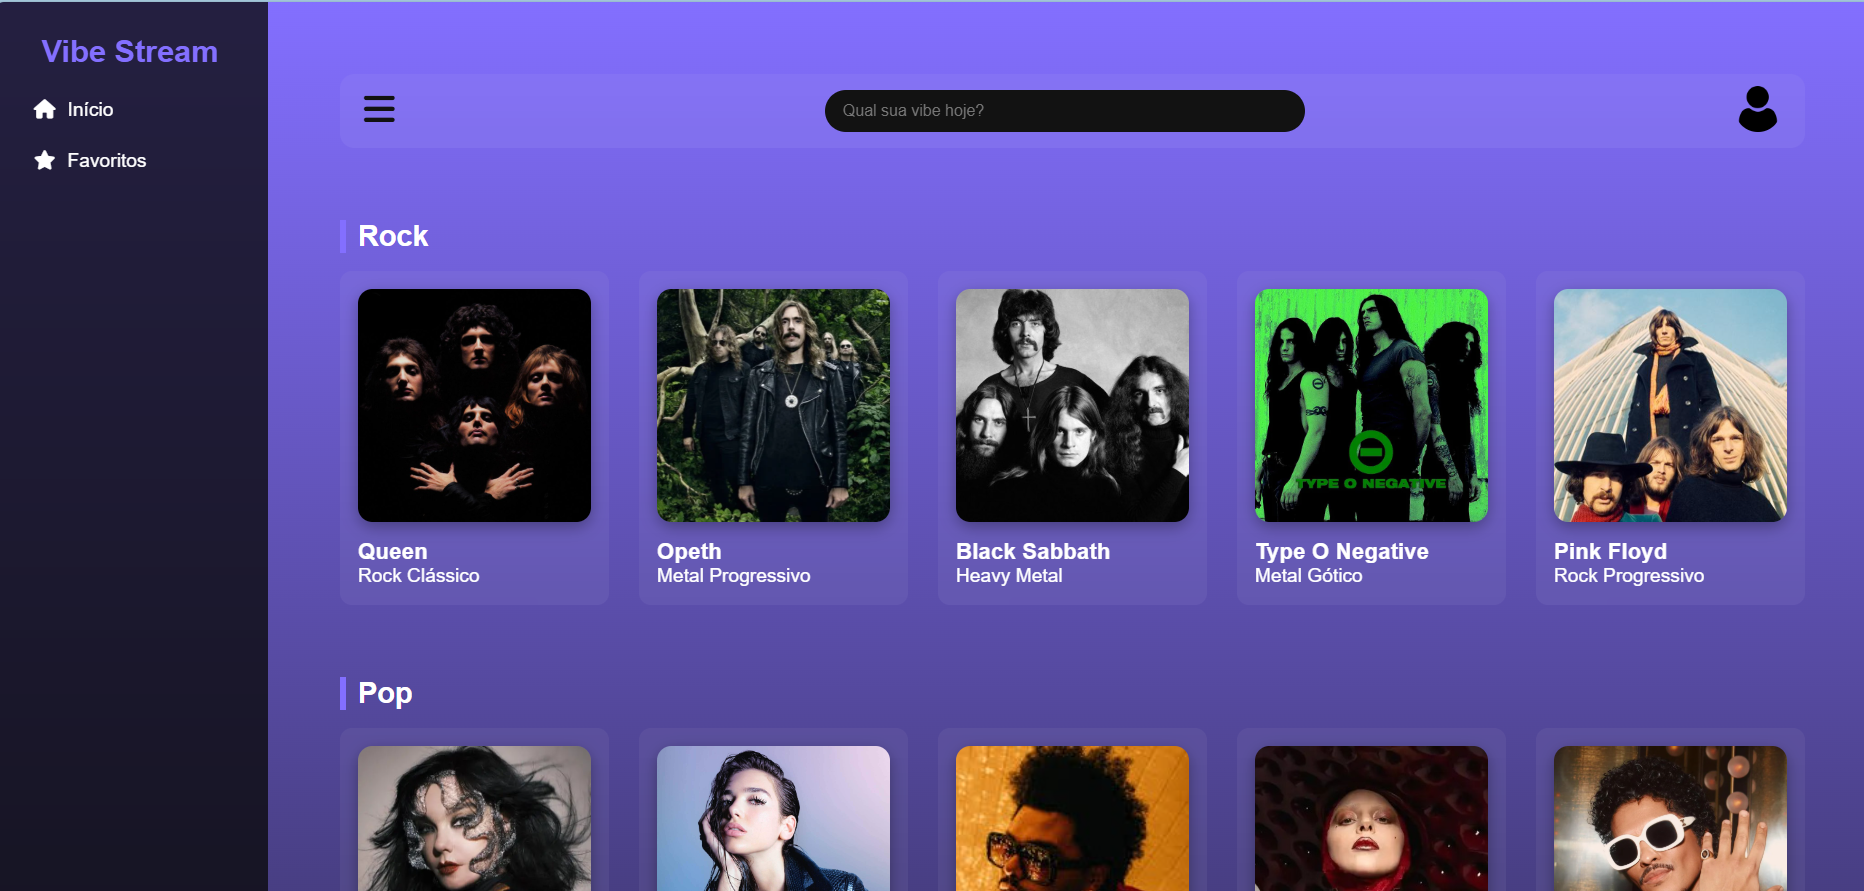 Vibe Stream
Início
Favoritos
Qual sua vibe hoje?
Rock
TYPE O NEGATIVE
Queen
Rock Clássico
Opeth
Metal Progressivo
Black Sabbath
Heavy Metal
Type O Negative
Metal Gótico
Pink Floyd
Rock Progressivo
Pop